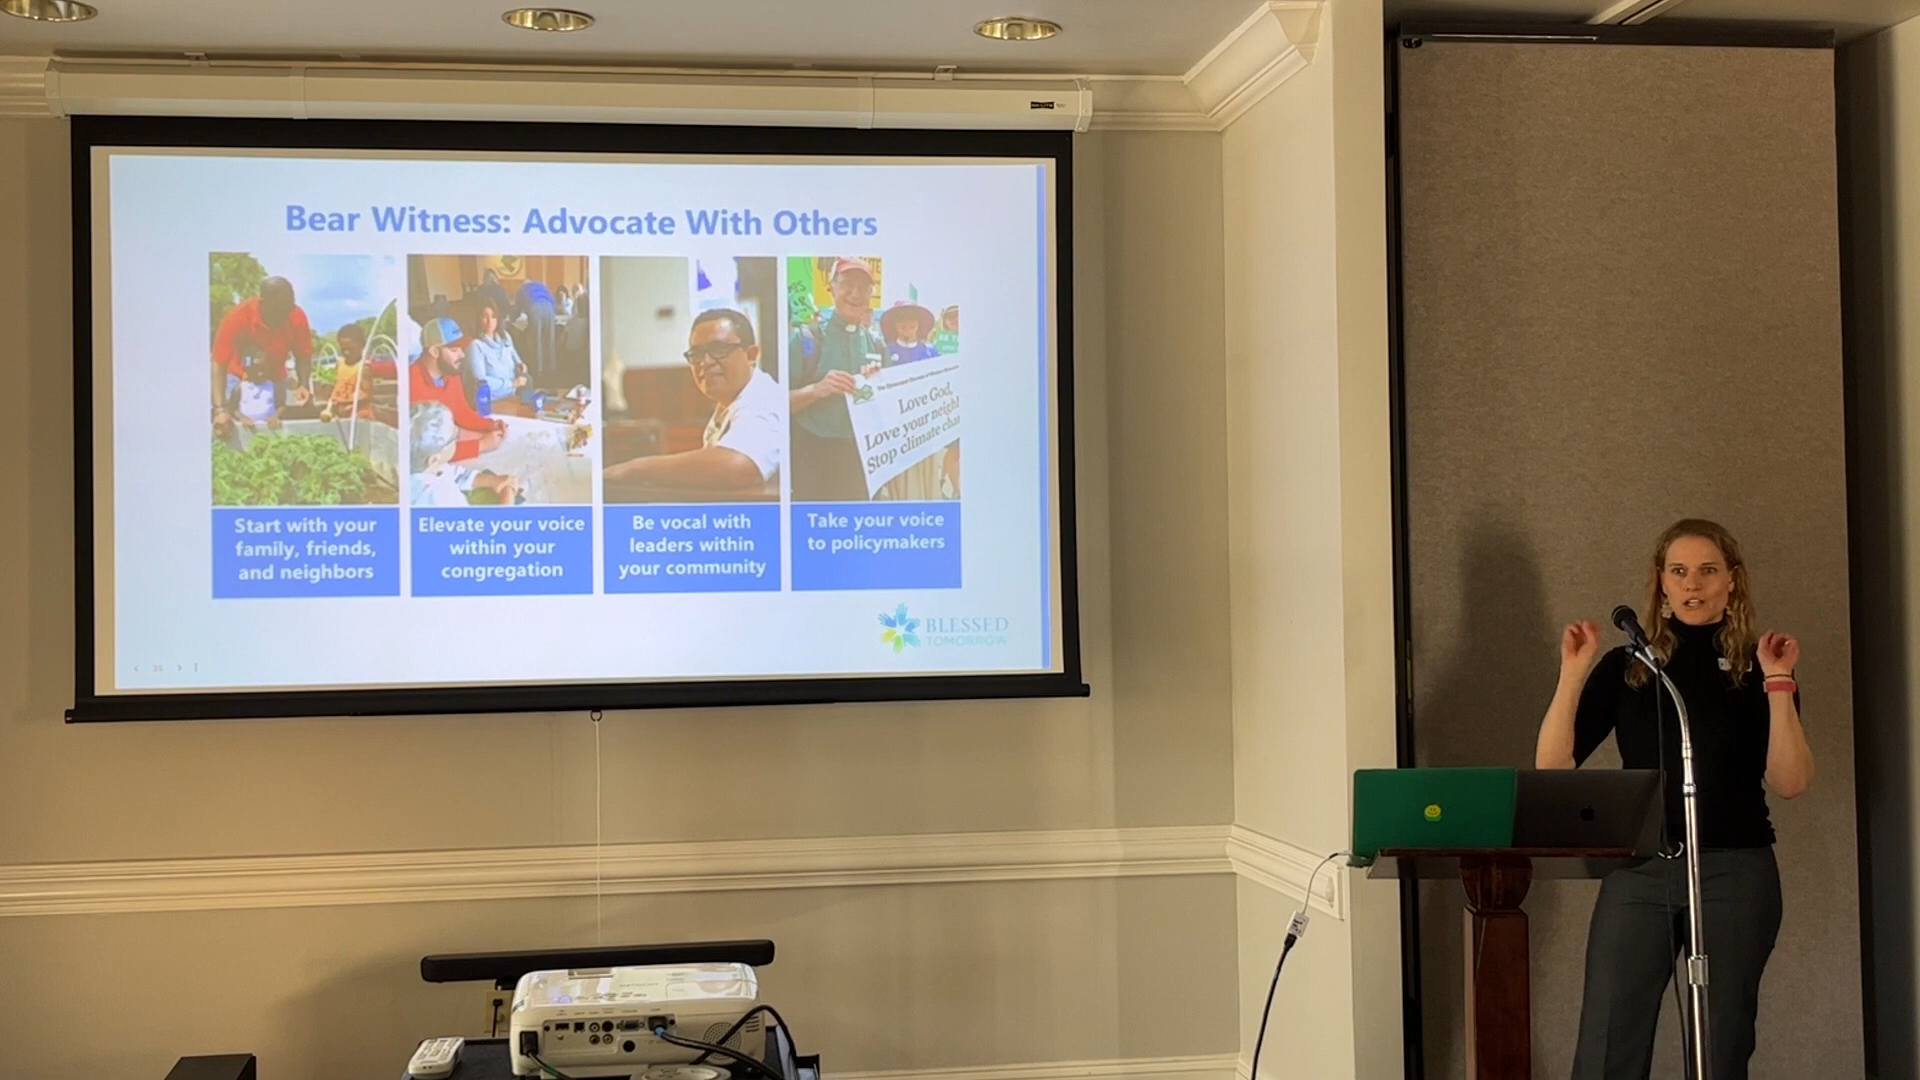 Bear Witness: Advocate With Others
Love God,
Love your neigh
Stop climate cha
Start with your
family, friends,
and neighbors
Elevate your voice
within your
congregation
Be vocal with
leaders within
your community
Take your voice
to policymakers
BLESSED
TOMORROW